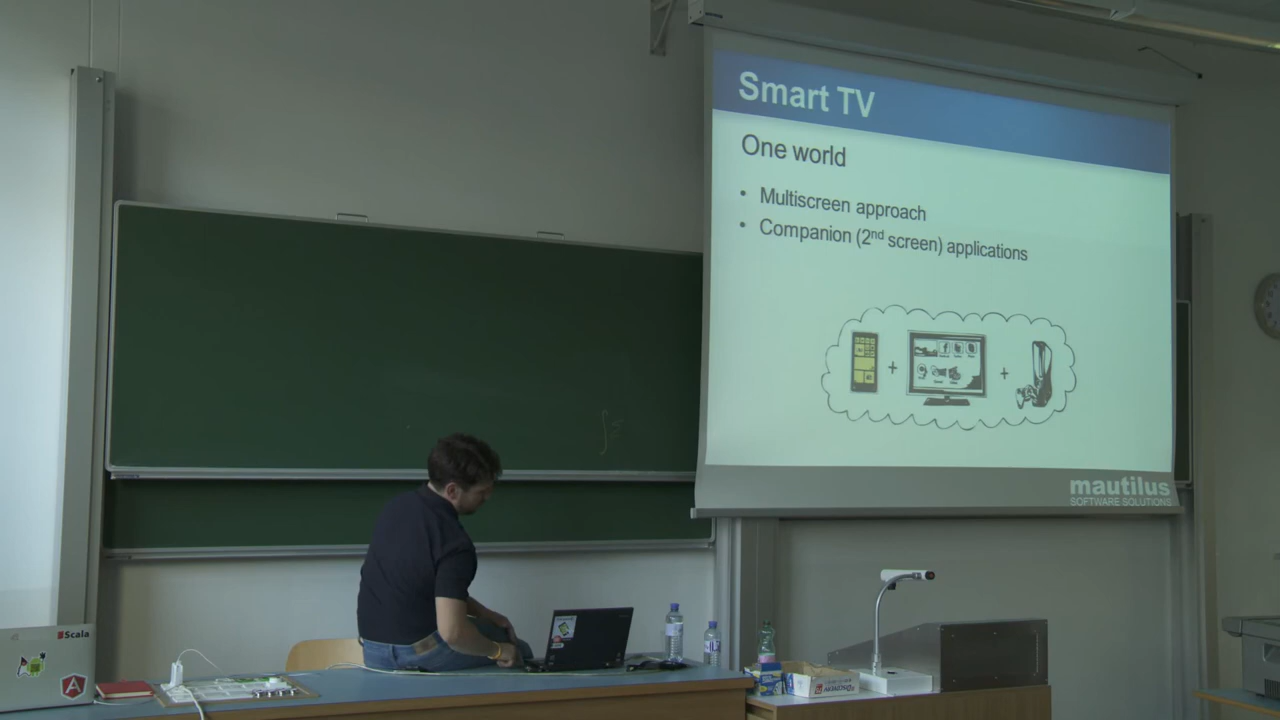 Smart TV
One world
• Multiscreen approach
• Companion (2nd screen) applications
+
+
mautilus
SOFTWARE SOLUTIONS
Scala
A